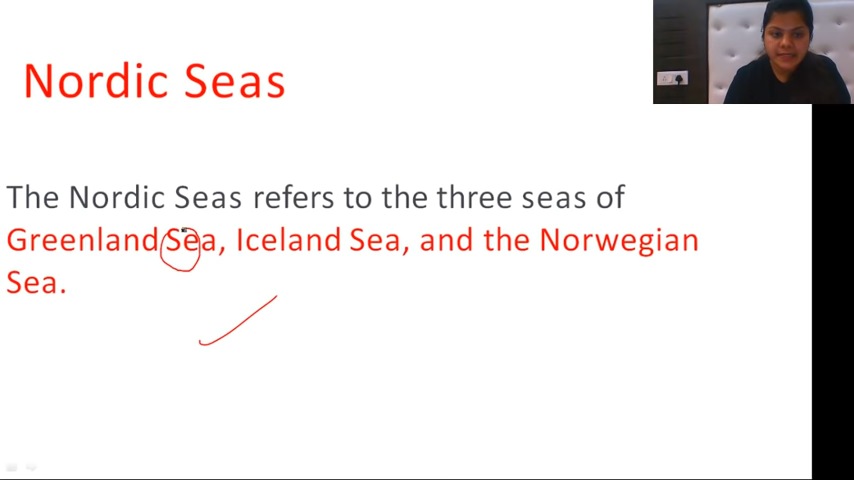 Nordic Seas
The Nordic Seas refers to the three seas of
Greenland Sea, Iceland Sea, and the Norwegian
Sea.